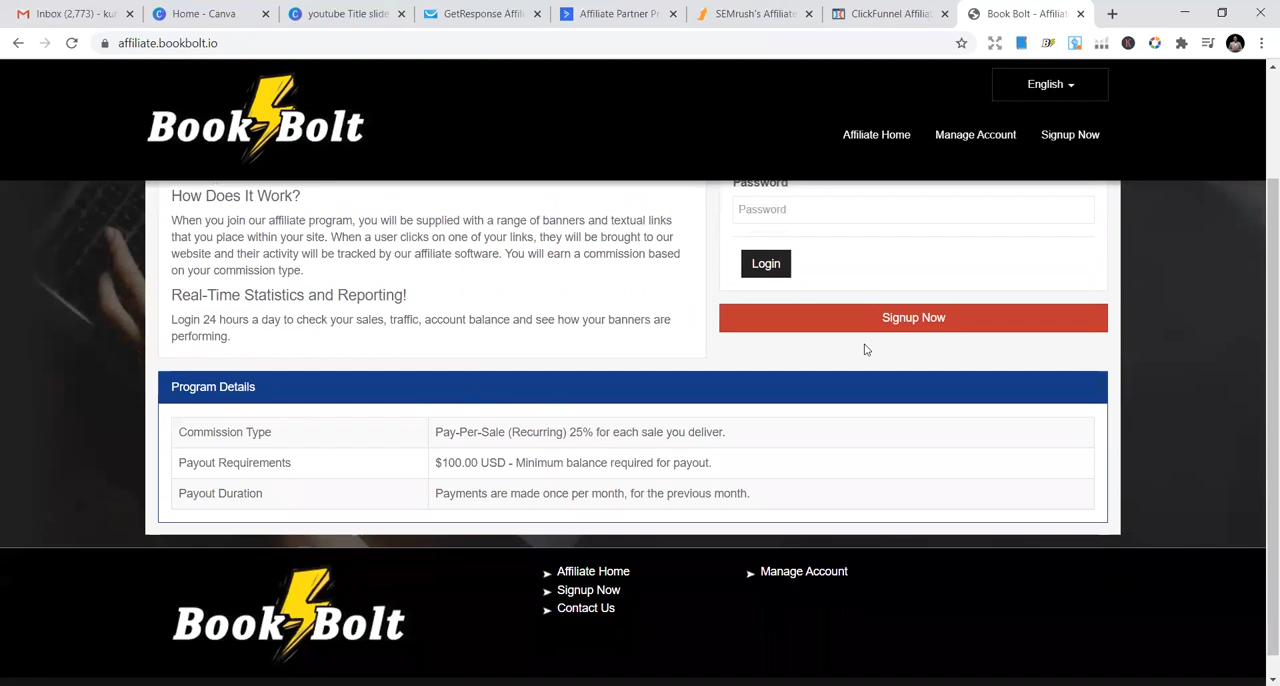 Inbox (2,773) - kur
Home - Canva
youtube Title slide
GetResponse Affili
Affiliate Partner Pr
SEMrush's Affiliate
ClickFunnel Affiliat
Book Bolt - Affiliat
affiliate.bookbolt.io
Book Bolt
English
Affiliate Home
Manage Account
Signup Now
How Does It Work?
When you join our affiliate program, you will be supplied with a range of banners and textual links
that you place within your site. When a user clicks on one of your links, they will be brought to our
website and their activity will be tracked by our affiliate software. You will earn a commission based
on your commission type.
Real-Time Statistics and Reporting!
Login 24 hours a day to check your sales, traffic, account balance and see how your banners are
performing.
Password
Password
Login
Signup Now
Program Details
Commission Type
Pay-Per-Sale (Recurring) 25% for each sale you deliver.
Payout Requirements
$100.00 USD - Minimum balance required for payout.
Payout Duration
Payments are made once per month, for the previous month.
Book Bolt
Affiliate Home
Signup Now
Contact Us
Manage Account